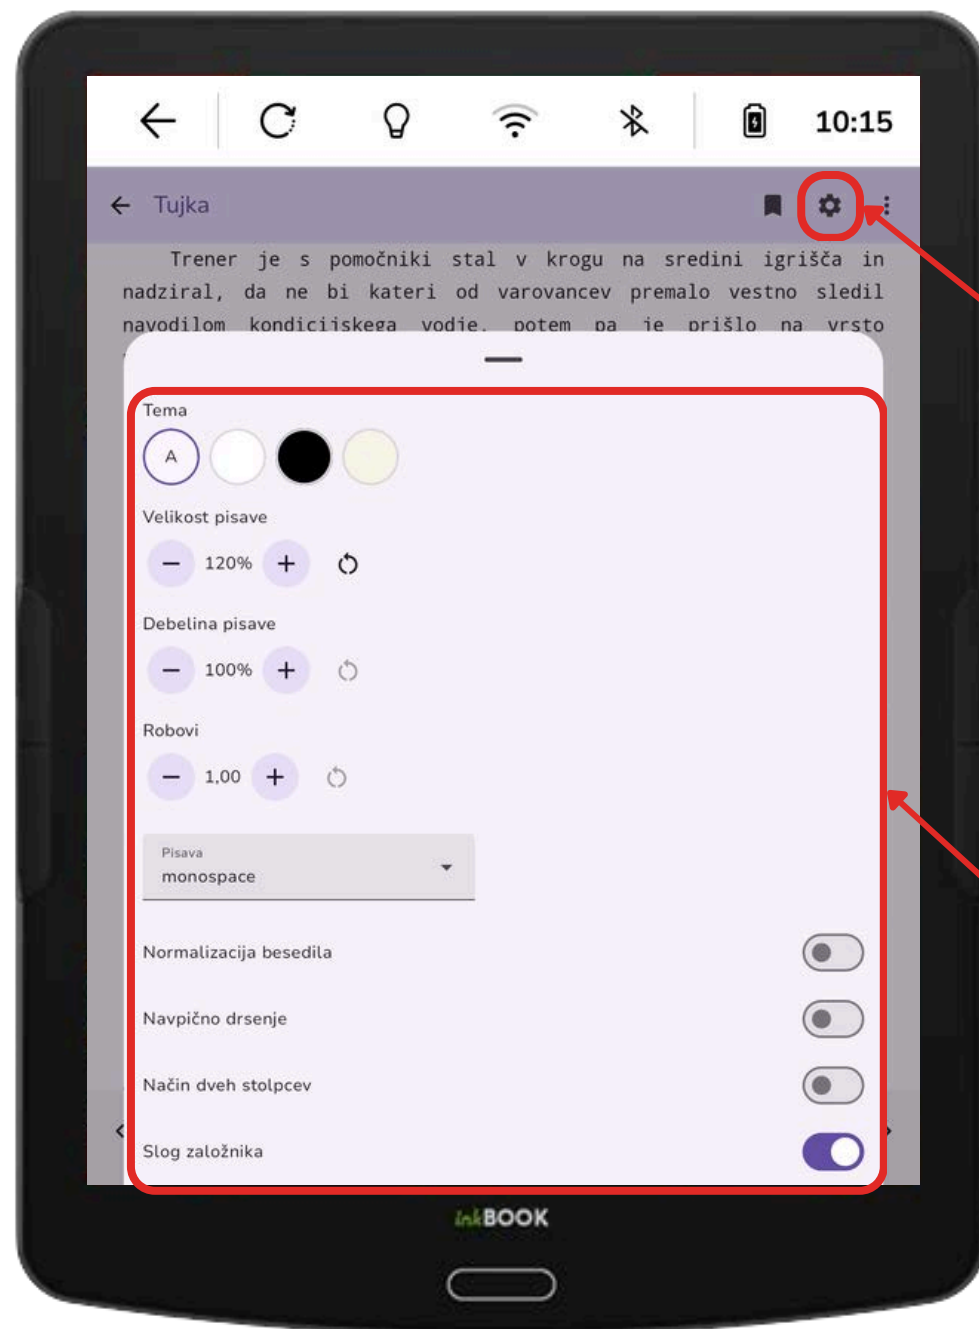 10:15
Tujka
Trener je s pomočniki stal v krogu na sredini igrišča in
nadziral, da ne bi kateri od varovancev premalo vestno sledil
navodilom kondicijskega vodje, potem pa je prišlo na vrsto
Tema
A
Velikost pisave
120%
Debelina pisave
100%
Robovi
1,00
Pisava
monospace
Normalizacija besedila
Navpično drsenje
Način dveh stolpcev
Slog založnika
inkBOOK